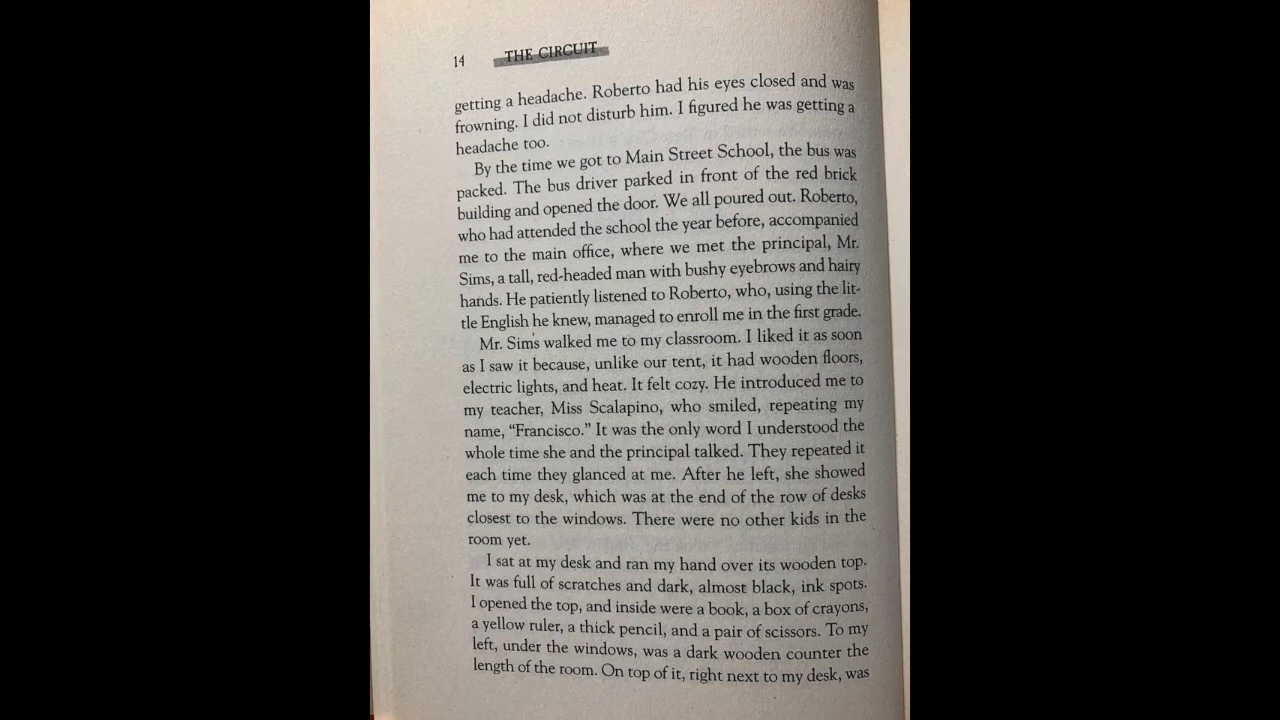 14 THE CIRCUIT
getting a headache. Roberto had his eyes closed and was
frowning. I did not disturb him. I figured he was getting a
headache too.
By the time we got to Main Street School, the bus was
packed. The bus driver parked in front of the red brick
building and opened the door. We all poured out. Roberto,
who had attended the school the year before, accompanied
me to the main office, where we met the principal, Mr.
Sims, a tall, red-headed man with bushy eyebrows and hairy
hands. He patiently listened to Roberto, who, using the lit-
tle English he knew, managed to enroll me in the first grade.
Mr. Sims walked me to my classroom. I liked it as soon
as I saw it because, unlike our tent, it had wooden floors,
electric lights, and heat. It felt cozy. He introduced me to
my teacher, Miss Scalapino, who smiled, repeating my
name, “Francisco.” It was the only word I understood the
whole time she and the principal talked. They repeated it
each time they glanced at me. After he left, she showed
me to my desk, which was at the end of the row of desks
closest to the windows. There were no other kids in the
room yet.
I sat at my desk and ran my hand over its wooden top.
It was full of scratches and dark, almost black, ink spots.
I opened the top, and inside were a book, a box of crayons,
a yellow ruler, a thick pencil, and a pair of scissors. To my
left, under the windows, was a dark wooden counter the
length of the room. On top of it, right next to my desk, was